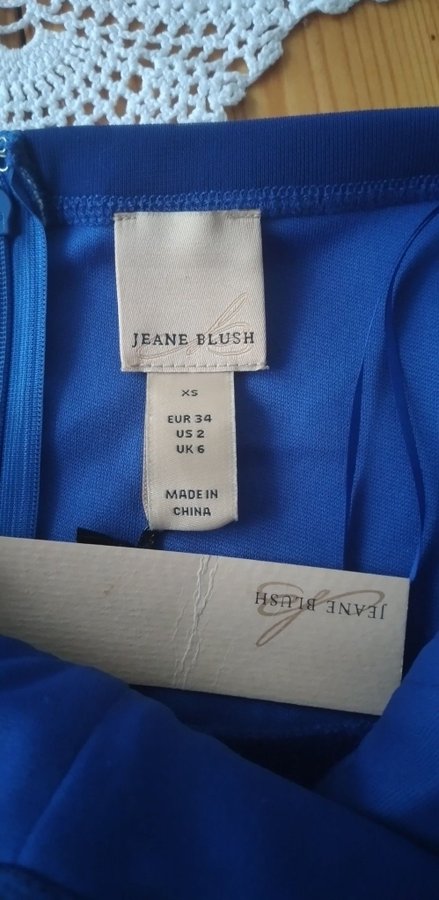 JEANE BLUSH
XS
EUR 34
US 2
UK 6
MADE IN
CHINA
JEANE BLUSH